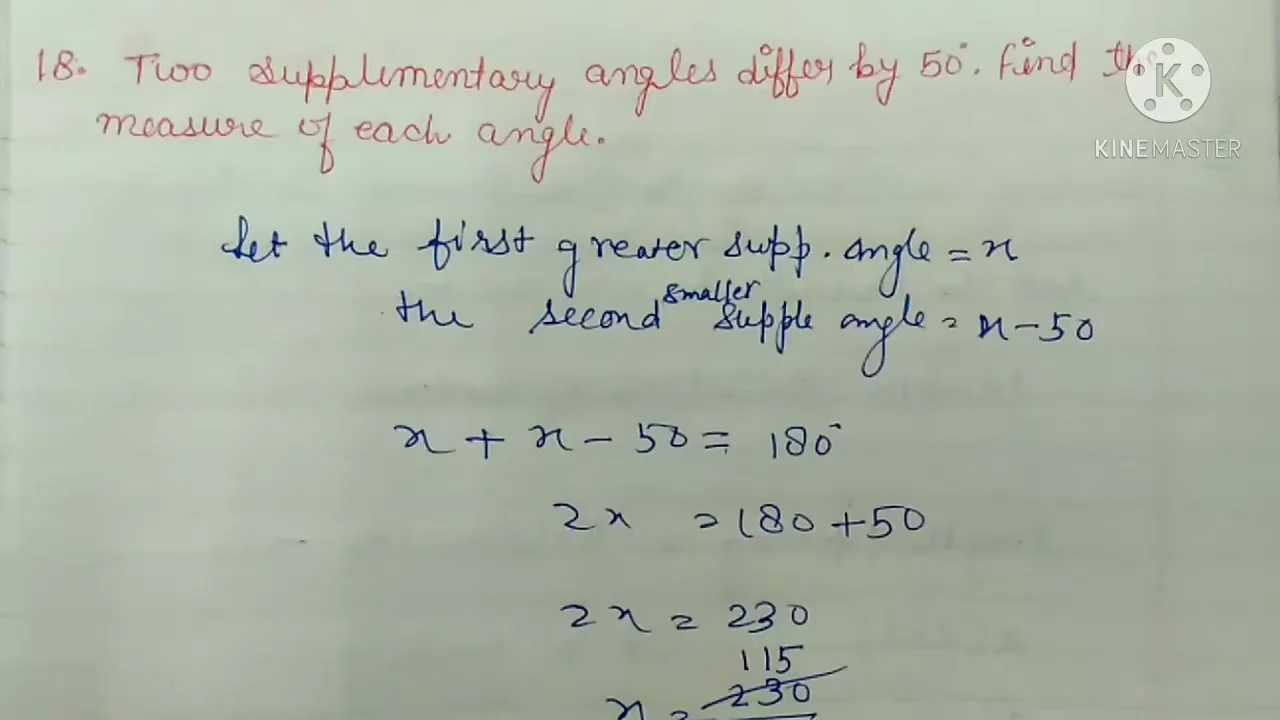 18. Two supplimentary angles differ by 50°. Find the
measure of each angle.
K
KINEMASTER
Let the first greater supp. angle = x
the second smaller supple angle = x - 50
x + x - 50 = 180°
2x = 180 + 50
2x = 230
115
x = 230